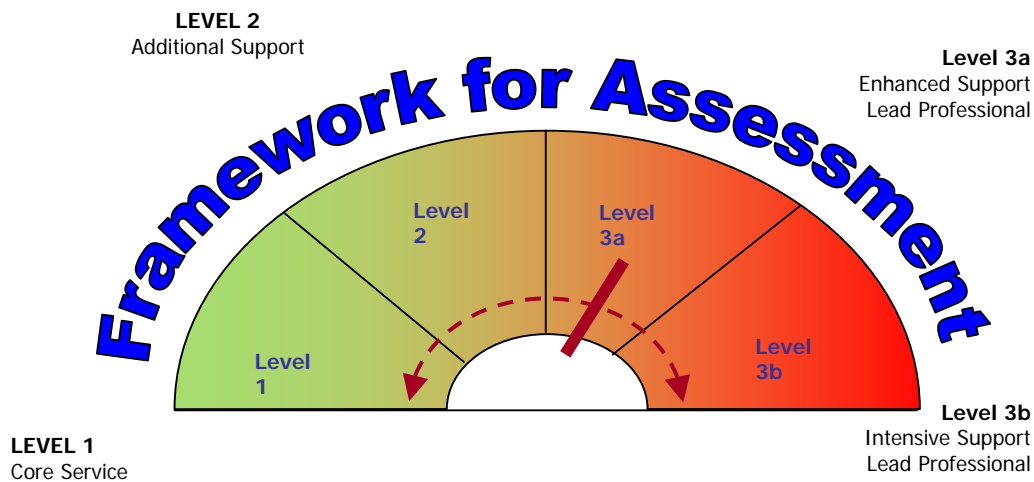 LEVEL 2
Additional Support
Level 3a
Enhanced Support
Lead Professional
Framework for Assessment
Level
2
Level
3a
Level
1
Level
3b
LEVEL 1
Core Service
Level 3b
Intensive Support
Lead Professional